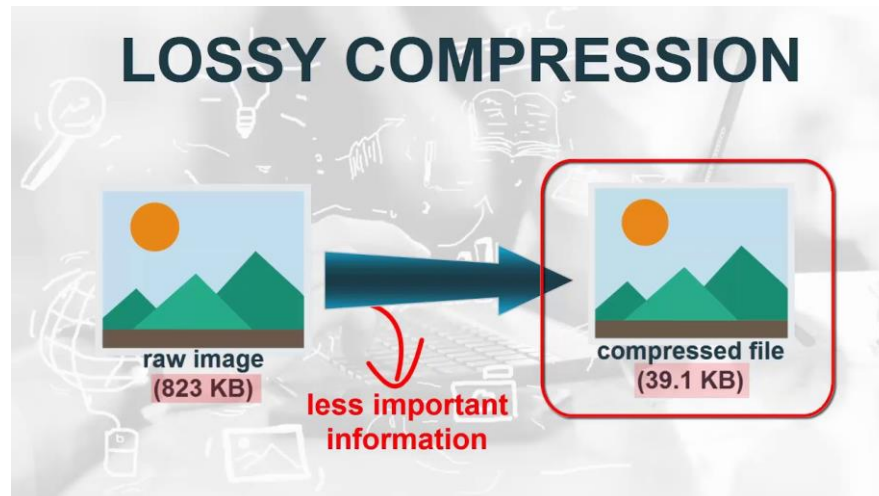 LOSSY COMPRESSION
raw image
(823 KB)
less important
information
compressed file
(39.1 KB)